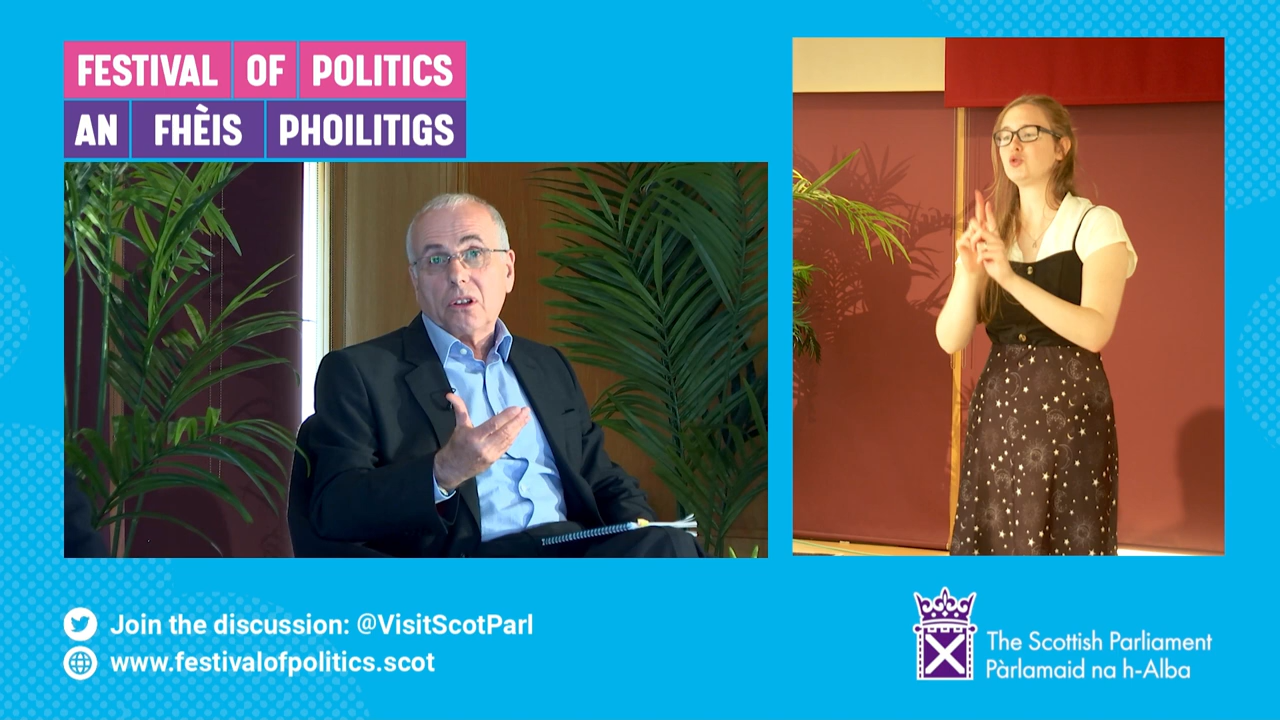 FESTIVAL OF POLITICS
AN FHÈIS PHOILITIGS
Join the discussion: @VisitScotParl
www.festivalofpolitics.scot
The Scottish Parliament
Pàrlamaid na h-Alba